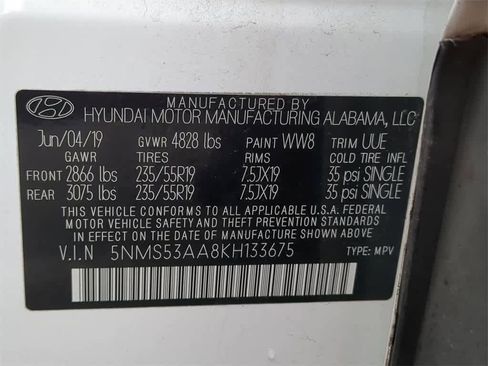 MANUFACTURED BY
HYUNDAI MOTOR MANUFACTURING ALABAMA, LLC
Jun/04/19 GVWR 4828 lbs PAINT WW8 TRIM UUE
GAWR TIRES RIMS COLD TIRE INFL
FRONT 2866 lbs 235/55R19 7.5JX19 35 psi SINGLE
REAR 3075 lbs 235/55R19 7.5JX19 35 psi SINGLE
THIS VEHICLE CONFORMS TO ALL APPLICABLE U.S.A. FEDERAL
MOTOR VEHICLE SAFETY AND THEFT PREVENTION STANDARDS
IN EFFECT ON THE DATE OF MANUFACTURE SHOWN ABOVE.
V.I.N 5NMS53AA8KH133675 TYPE: MPV